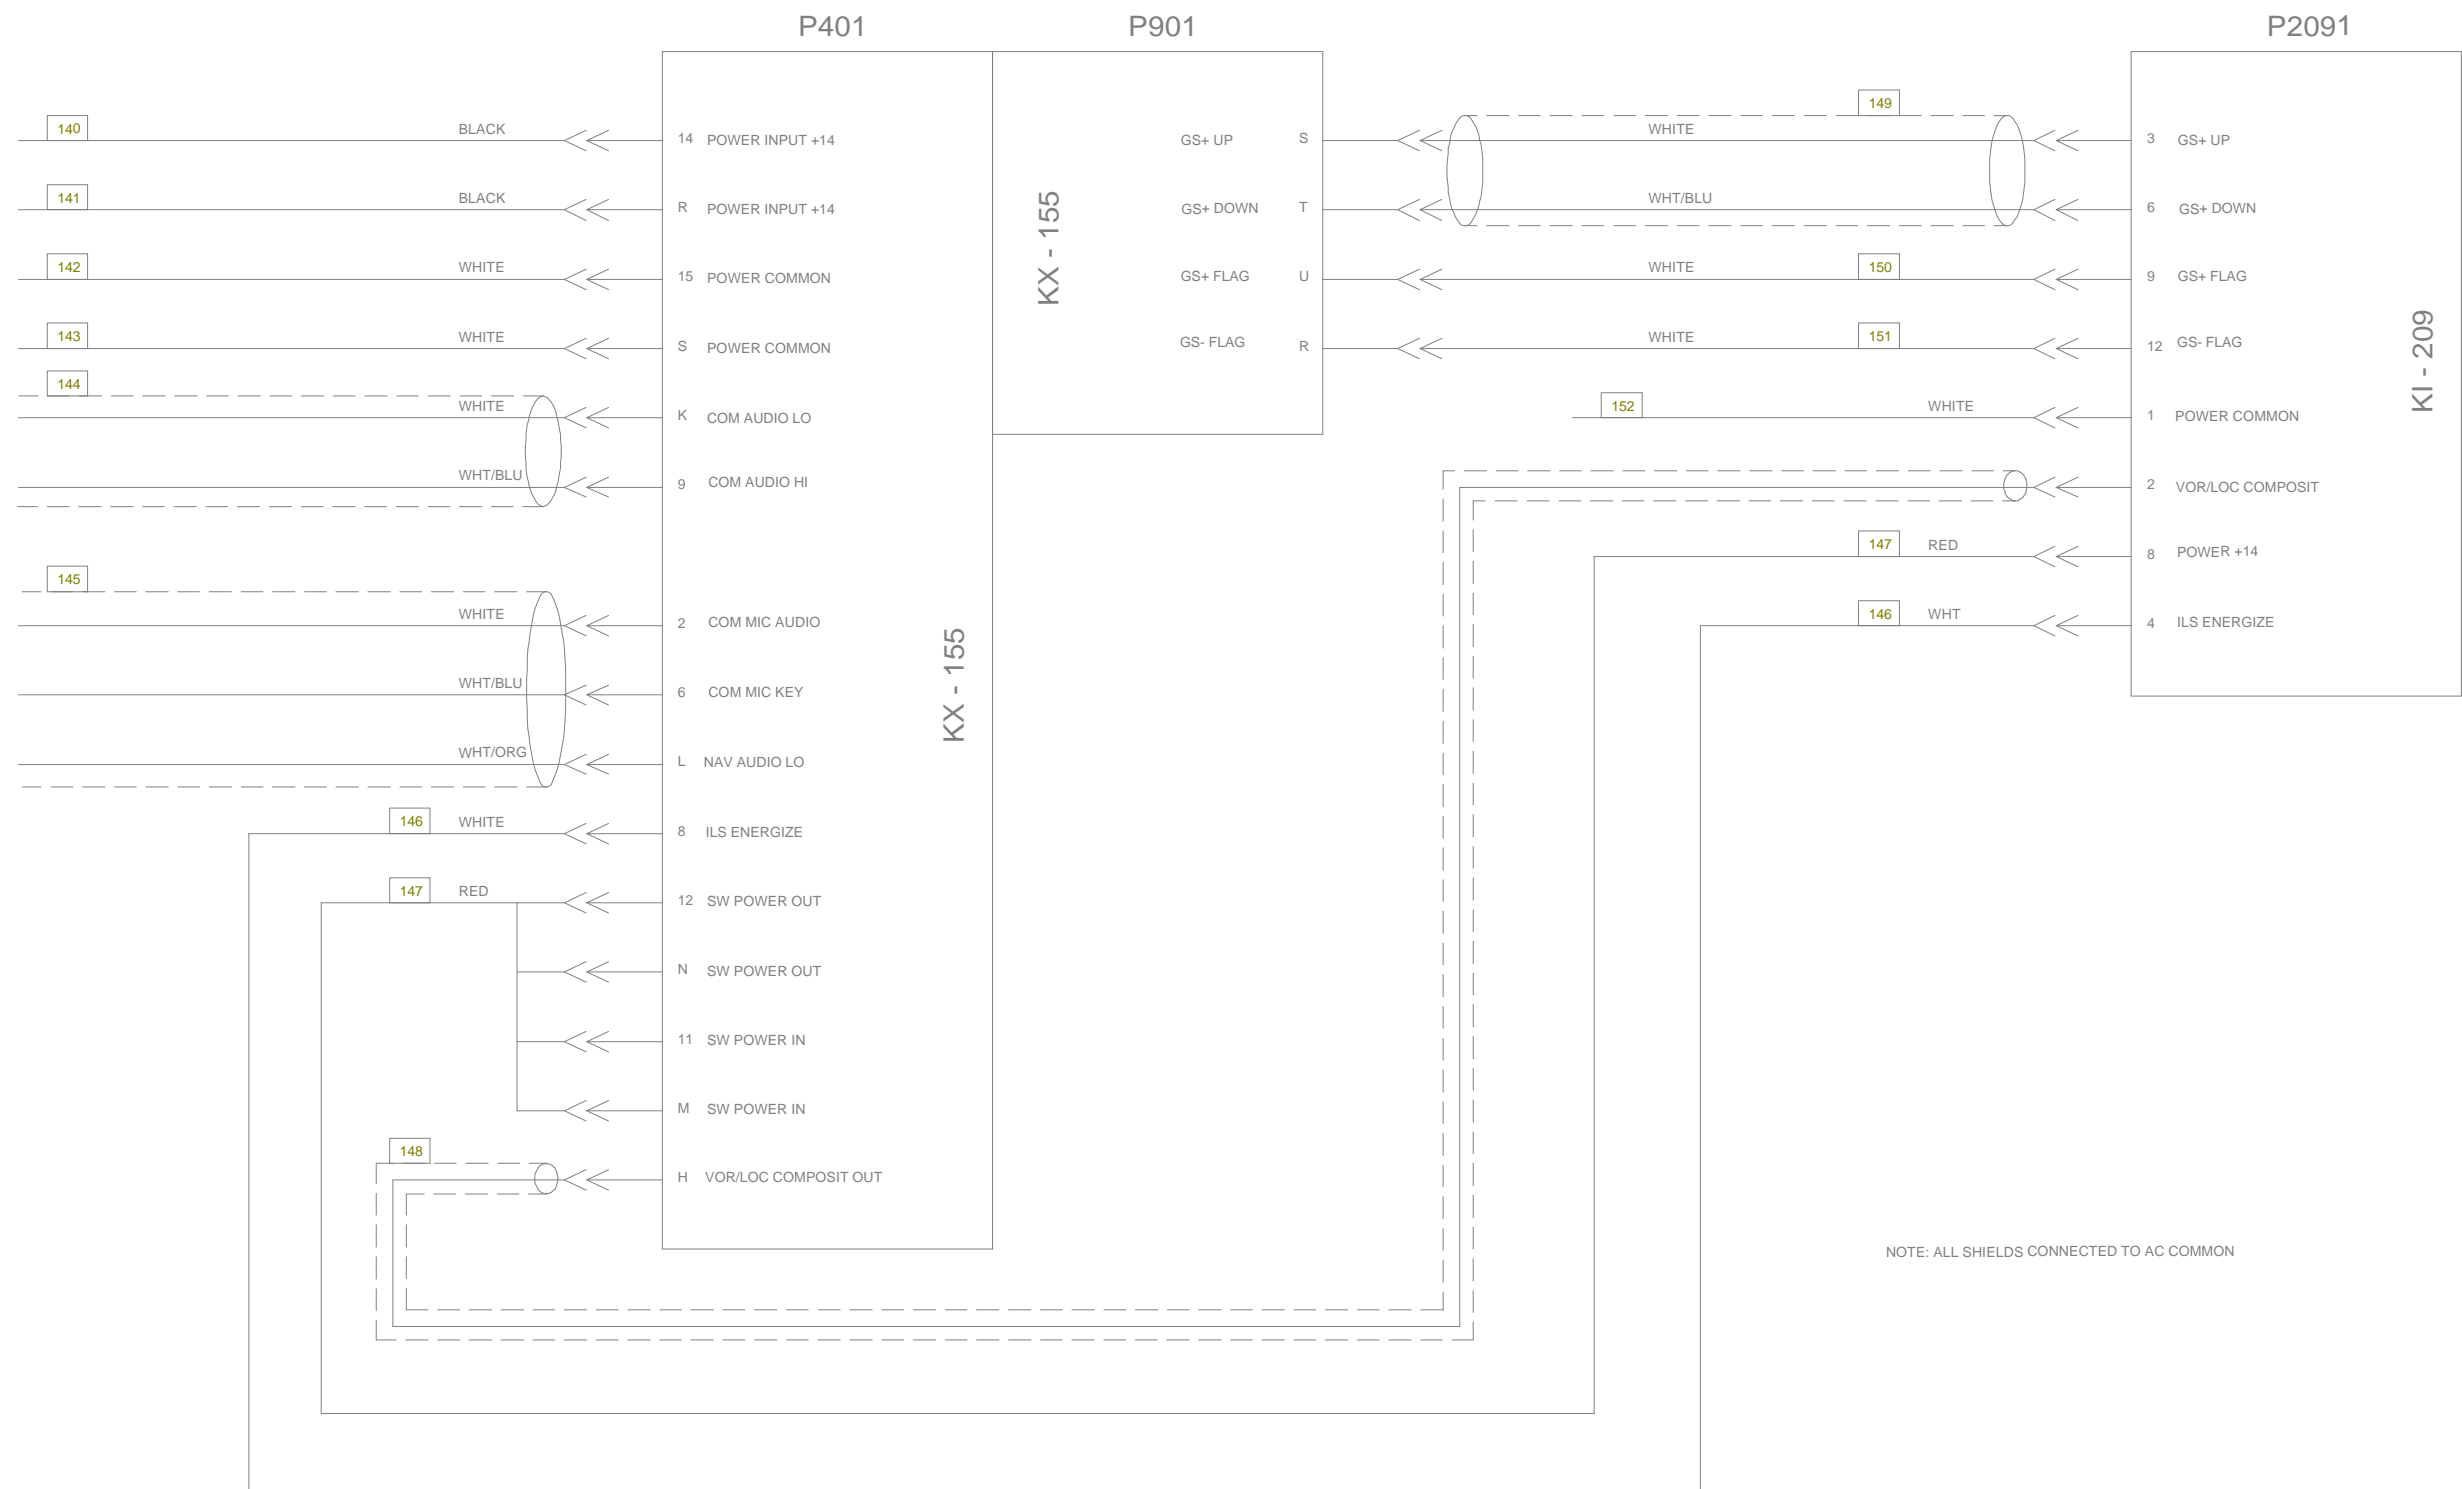 P401
P901
P2091
140 BLACK 14 POWER INPUT +14
141 BLACK R POWER INPUT +14
142 WHITE 15 POWER COMMON
143 WHITE S POWER COMMON
144
WHITE K COM AUDIO LO
WHT/BLU 9 COM AUDIO HI
145
WHITE 2 COM MIC AUDIO
WHT/BLU 6 COM MIC KEY
WHT/ORG L NAV AUDIO LO
146 WHITE 8 ILS ENERGIZE
147 RED 12 SW POWER OUT
N SW POWER OUT
11 SW POWER IN
M SW POWER IN
148
H VOR/LOC COMPOSIT OUT
KX - 155
KX - 155
GS+ UP S
GS+ DOWN T
GS+ FLAG U
GS- FLAG R
149
WHITE 3 GS+ UP
WHT/BLU 6 GS+ DOWN
WHITE 150 9 GS+ FLAG
WHITE 151 12 GS- FLAG
152 WHITE 1 POWER COMMON
2 VOR/LOC COMPOSIT
147 RED 8 POWER +14
146 WHT 4 ILS ENERGIZE
KI - 209
NOTE: ALL SHIELDS CONNECTED TO AC COMMON